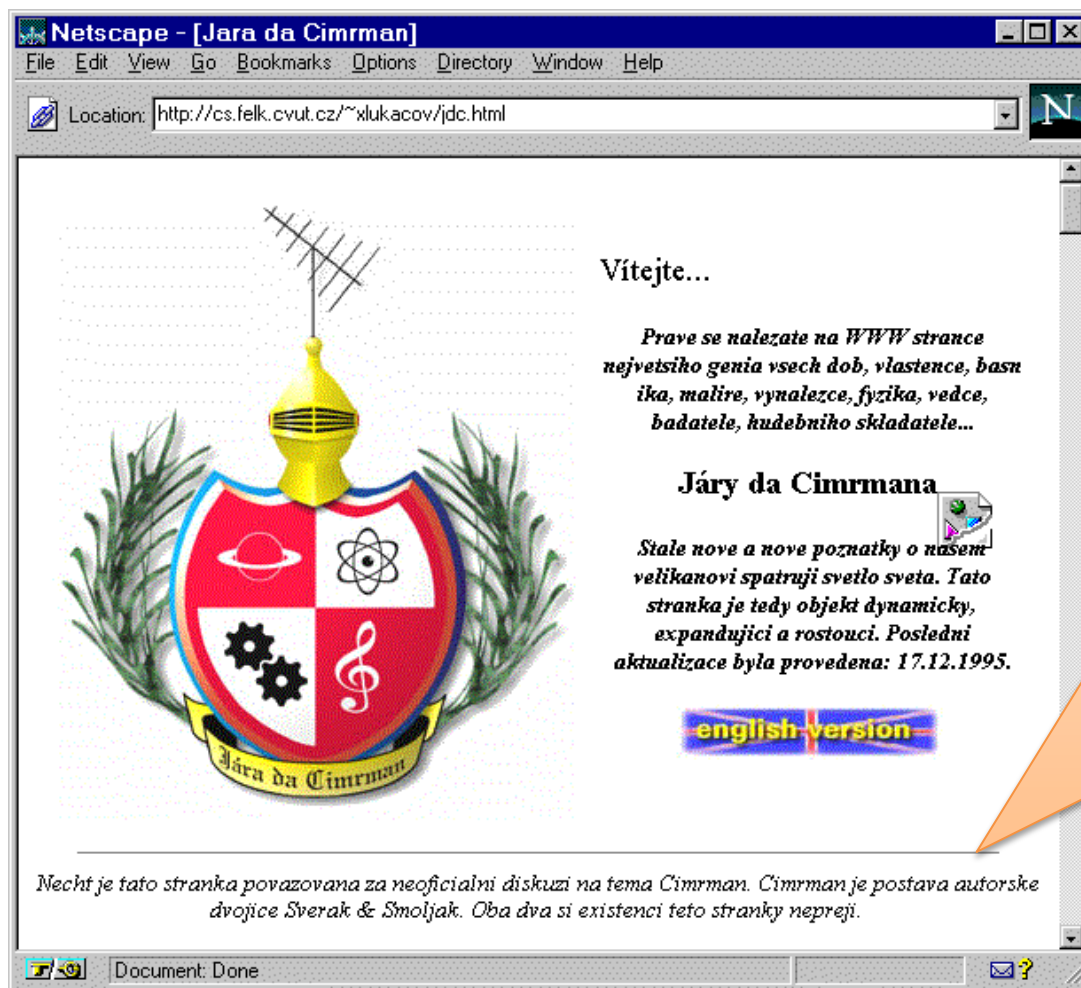 Netscape - [Jara da Cimrman]
File Edit View Go Bookmarks Options Directory Window Help
Location: http://cs.felk.cvut.cz/~xlukacov/jdc.html
N
Vítejte...
Prave se nalezate na WWW strance
nejvetsiho genia vsech dob, vlastence, basn
ika, malire, vynalezce, fyzika, vedce,
badatele, hudebniho skladatele...
Járy da Cimrmana
Stale nove a nove poznatky o nasem
velikanovi spatruji svetlo sveta. Tato
stranka je tedy objekt dynamicky,
expandujici a rostouci. Posledni
aktualizace byla provedena: 17.12.1995.
english version
Jára da Cimrman
Necht je tato stranka povazovana za neoficialni diskuzi na tema Cimrman. Cimrman je postava autorske
dvojice Sverak & Smoljak. Oba dva si existenci teto stranky nepreji.
Document: Done